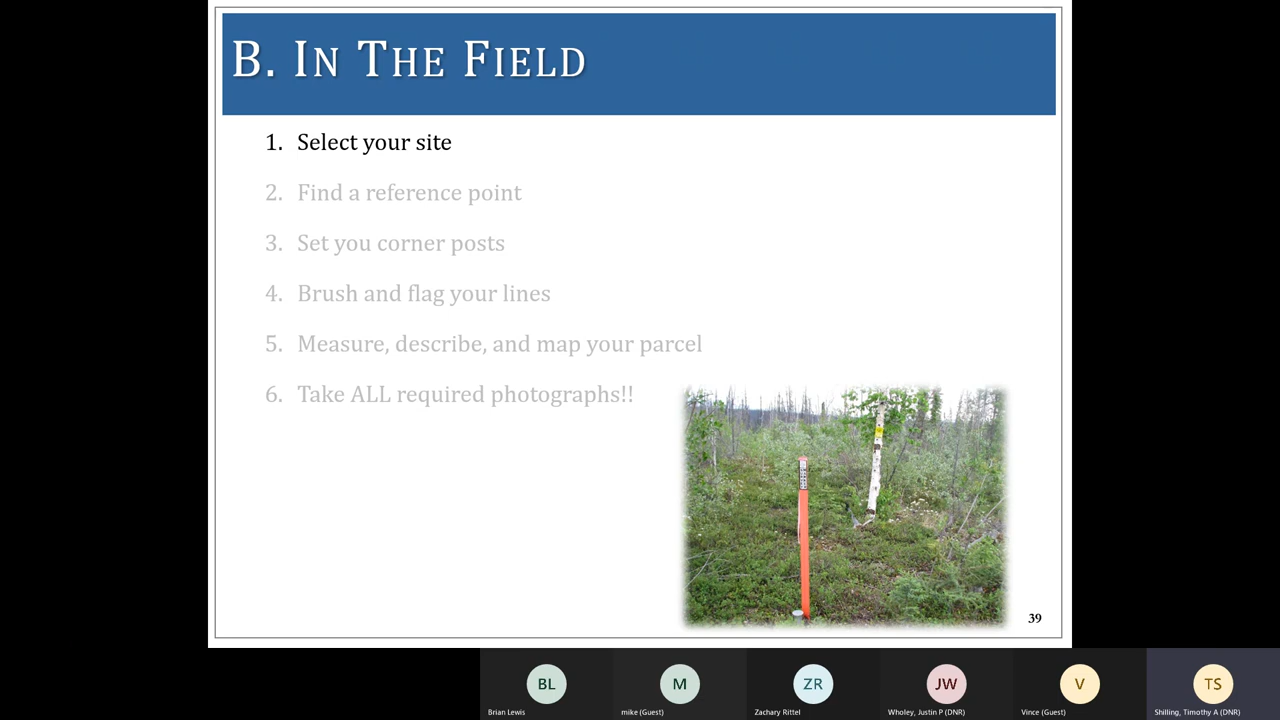 B. IN THE FIELD
1. Select your site
2. Find a reference point
3. Set you corner posts
4. Brush and flag your lines
5. Measure, describe, and map your parcel
6. Take ALL required photographs!!
39
BL M ZR JW V TS
Brian Lewis mike (Guest) Zachary Rittel Wholey, Justin P (DNR) Vince (Guest) Shilling, Timothy A (DNR)